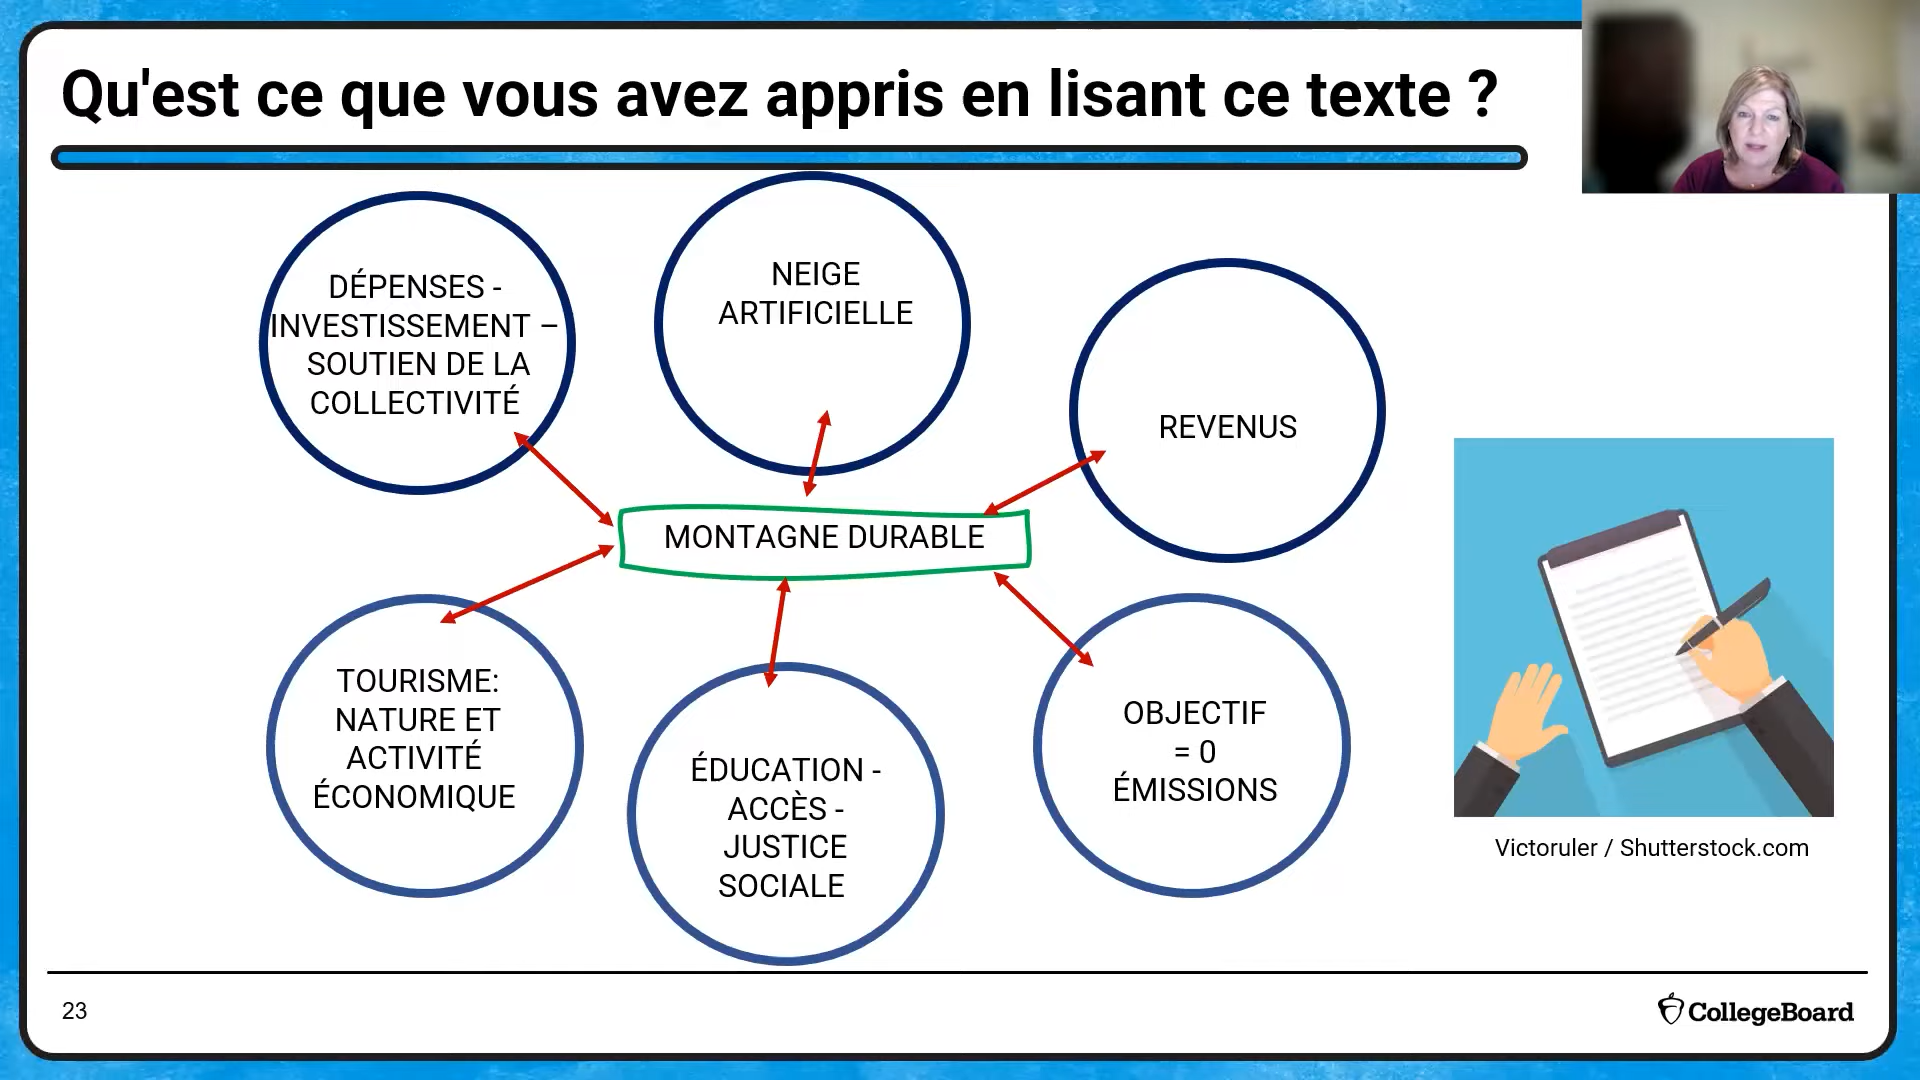 Qu'est ce que vous avez appris en lisant ce texte ?
DÉPENSES -
INVESTISSEMENT –
SOUTIEN DE LA
COLLECTIVITÉ
NEIGE
ARTIFICIELLE
REVENUS
MONTAGNE DURABLE
TOURISME:
NATURE ET
ACTIVITÉ
ÉCONOMIQUE
ÉDUCATION -
ACCÈS -
JUSTICE
SOCIALE
OBJECTIF
= 0
ÉMISSIONS
Victoruler / Shutterstock.com
23
CollegeBoard